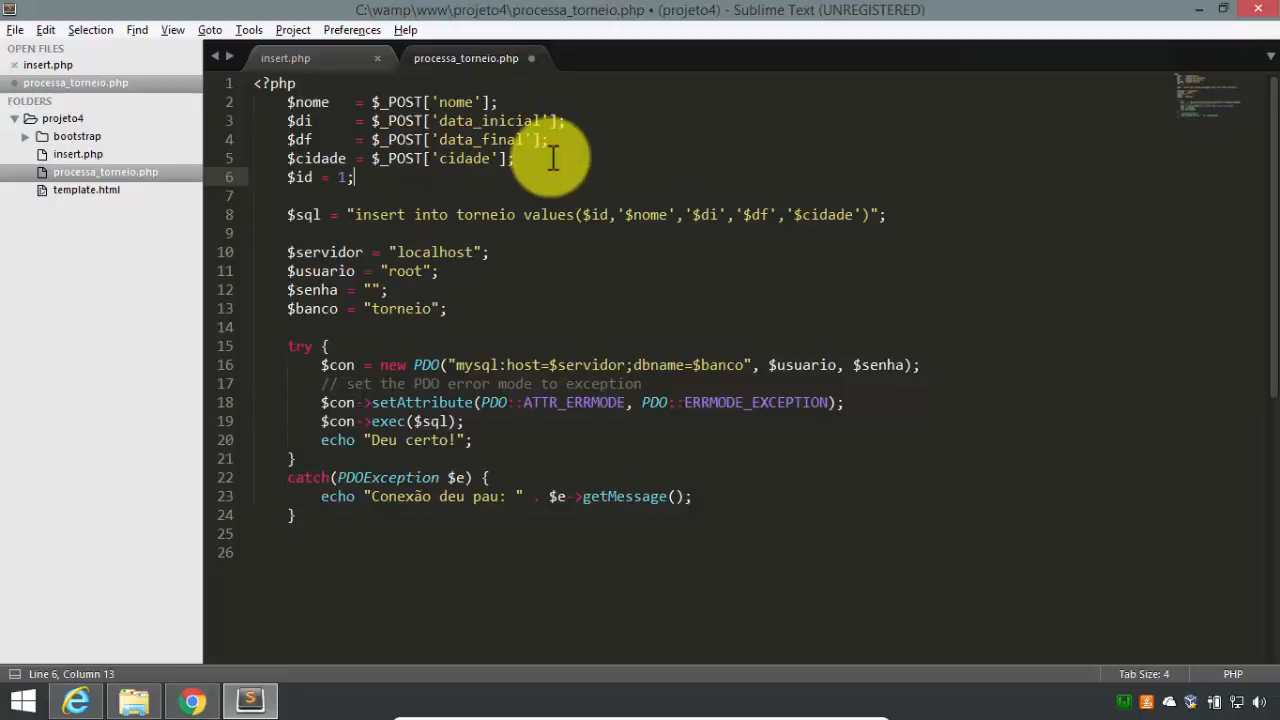 C:\wamp\www\projeto4\processa_torneio.php • (projeto4) - Sublime Text (UNREGISTERED)
File Edit Selection Find View Goto Tools Project Preferences Help
OPEN FILES
insert.php
processa_torneio.php
FOLDERS
projeto4
bootstrap
insert.php
processa_torneio.php
template.html
insert.php × processa_torneio.php
1 <?php
2 $nome = $_POST['nome'];
3 $di = $_POST['data_inicial'];
4 $df = $_POST['data_final'];
5 $cidade = $_POST['cidade'];
6 $id = 1;
7
8 $sql = "insert into torneio values($id,'$nome','$di','$df','$cidade')";
9
10 $servidor = "localhost";
11 $usuario = "root";
12 $senha = "";
13 $banco = "torneio";
14
15 try {
16 $con = new PDO("mysql:host=$servidor;dbname=$banco", $usuario, $senha);
17 // set the PDO error mode to exception
18 $con->setAttribute(PDO::ATTR_ERRMODE, PDO::ERRMODE_EXCEPTION);
19 $con->exec($sql);
20 echo "Deu certo!";
21 }
22 catch(PDOException $e) {
23 echo "Conexão deu pau: " . $e->getMessage();
24 }
25
26
Line 6, Column 13 Tab Size: 4 PHP